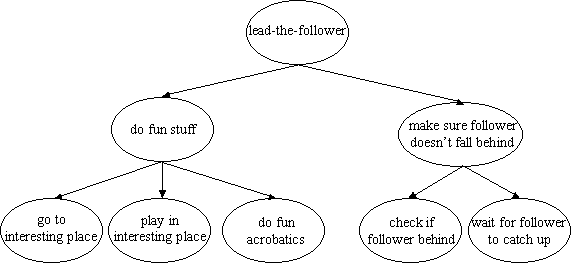 lead-the-follower
do fun stuff
make sure follower
doesn't fall behind
go to
interesting place
play in
interesting place
do fun
acrobatics
check if
follower behind
wait for follower
to catch up